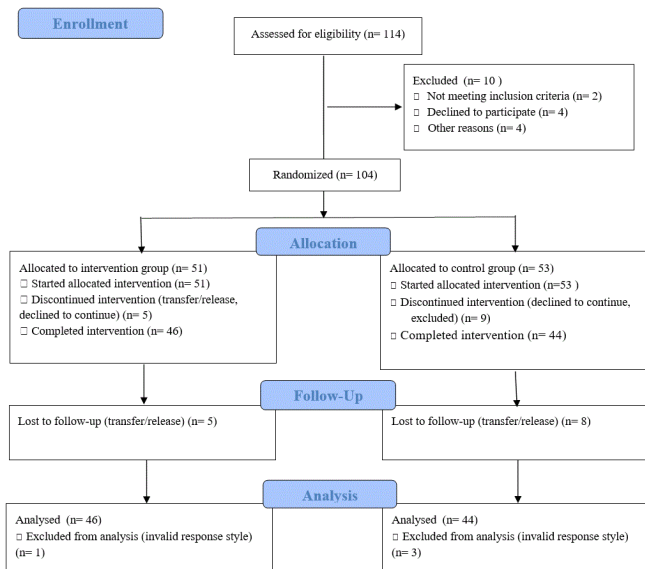 Enrollment
Assessed for eligibility (n= 114)
Excluded (n= 10 )
▯ Not meeting inclusion criteria (n= 2)
▯ Declined to participate (n= 4)
▯ Other reasons (n= 4)
Randomized (n= 104)
Allocation
Allocated to intervention group (n= 51)
▯ Started allocated intervention (n= 51)
▯ Discontinued intervention (transfer/release,
declined to continue) (n= 5)
▯ Completed intervention (n= 46)
Allocated to control group (n= 53)
▯ Started allocated intervention (n=53 )
▯ Discontinued intervention (declined to continue,
excluded) (n= 9)
▯ Completed intervention (n= 44)
Follow-Up
Lost to follow-up (transfer/release) (n= 5)
Lost to follow-up (transfer/release) (n= 8)
Analysis
Analysed (n= 46)
▯ Excluded from analysis (invalid response style)
(n= 1)
Analysed (n= 44)
▯ Excluded from analysis (invalid response style)
(n= 3)